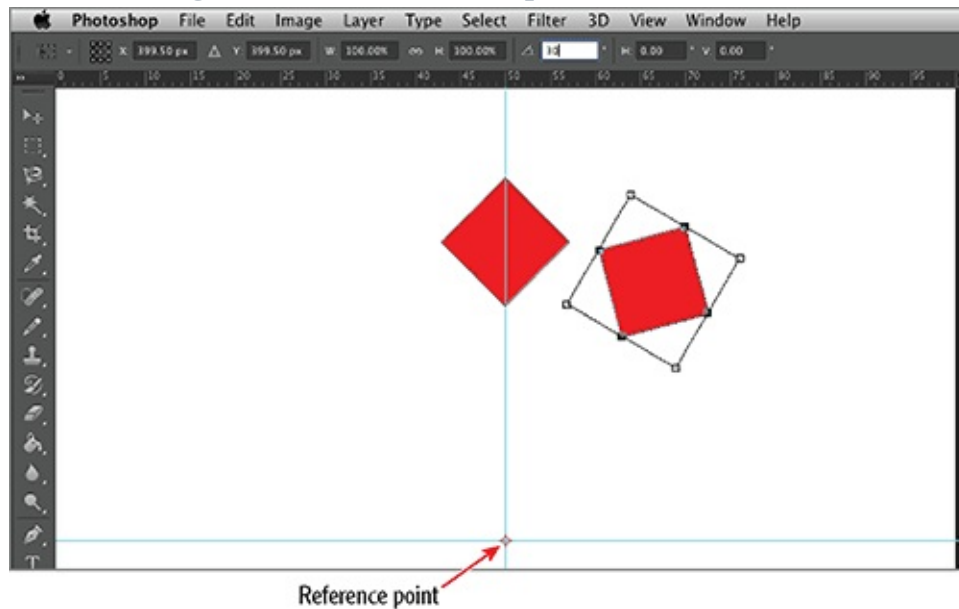 Photoshop File Edit Image Layer Type Select Filter 3D View Window Help
X: 399.50 px Y: 399.50 px W: 100.00% H: 100.00% 30 ° H: 0.00 ° V: 0.00 °
0 5 10 15 20 25 30 35 40 45 50 55 60 65 70 75 80 85 90 95
T
Reference point